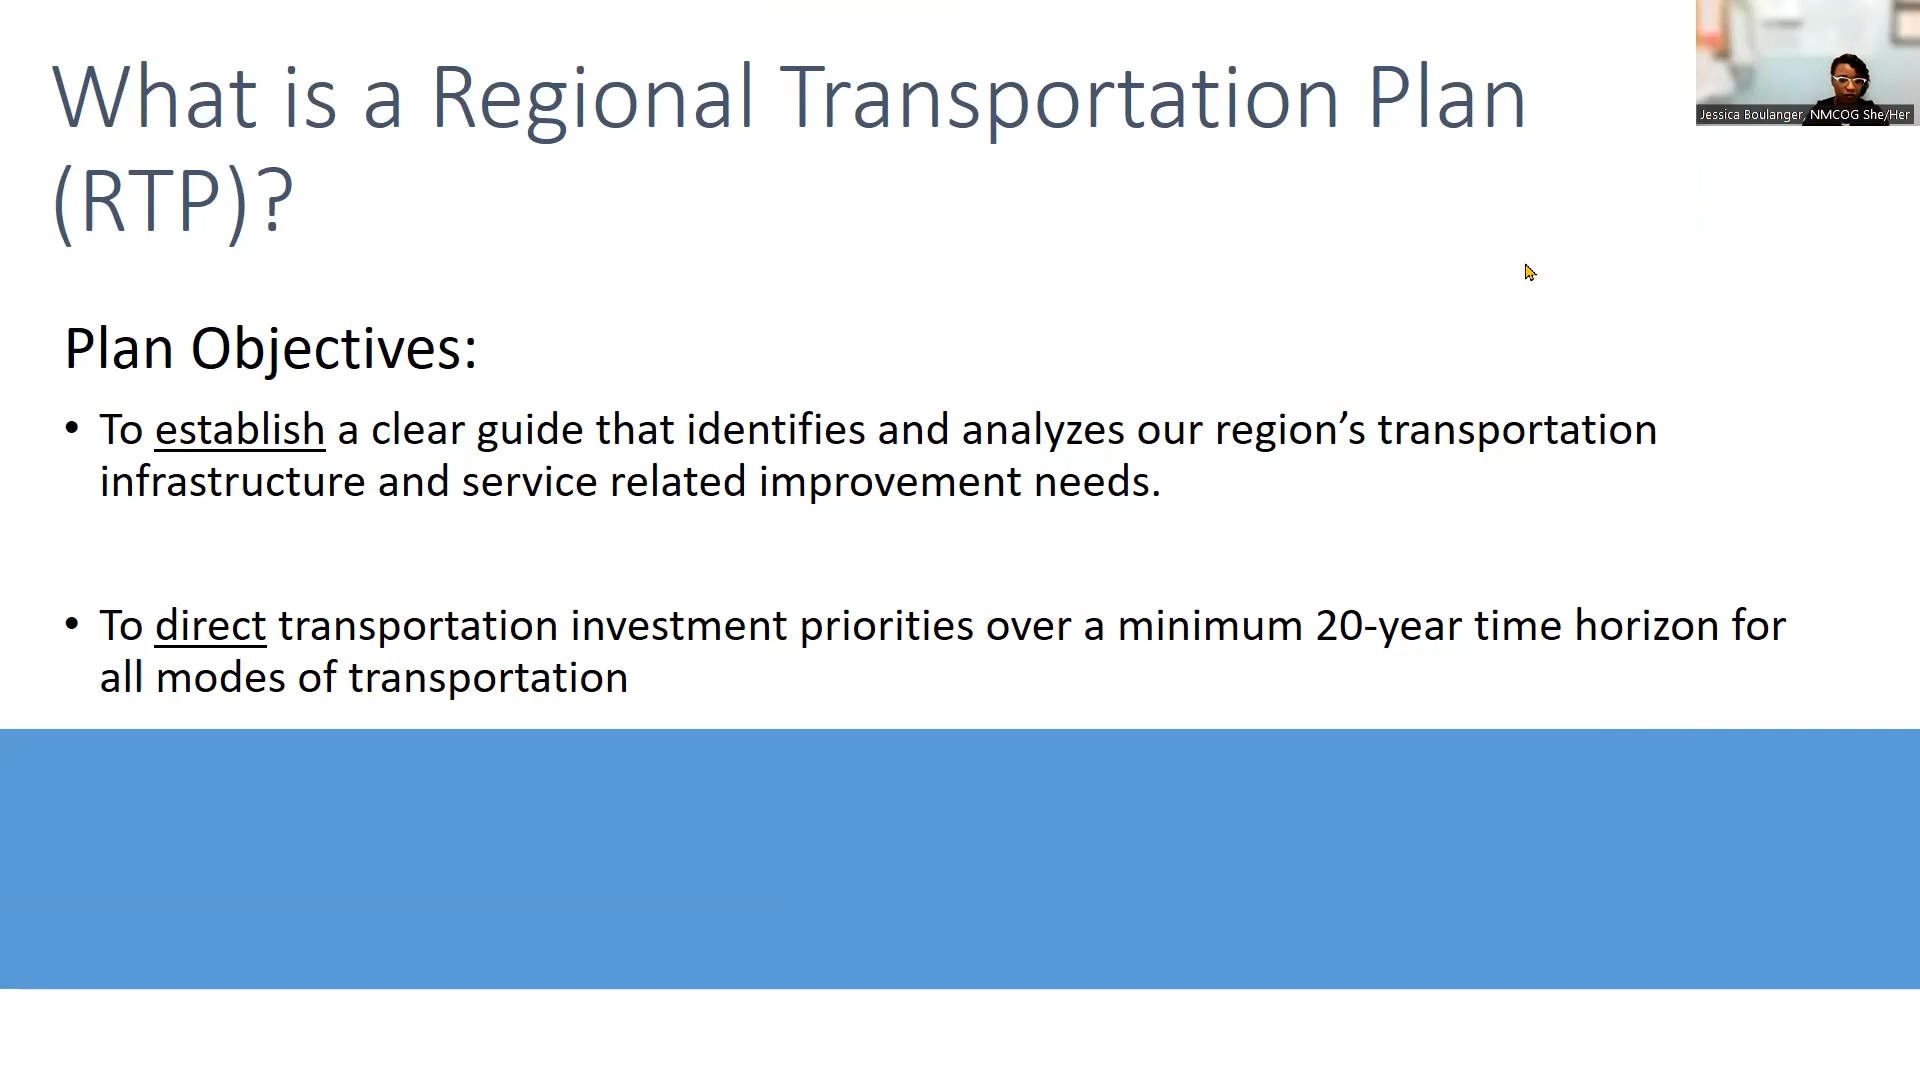 What is a Regional Transportation Plan
(RTP)?
Jessica Boulanger, NMCOG She/Her
Plan Objectives:
• To establish a clear guide that identifies and analyzes our region’s transportation
infrastructure and service related improvement needs.
• To direct transportation investment priorities over a minimum 20-year time horizon for
all modes of transportation